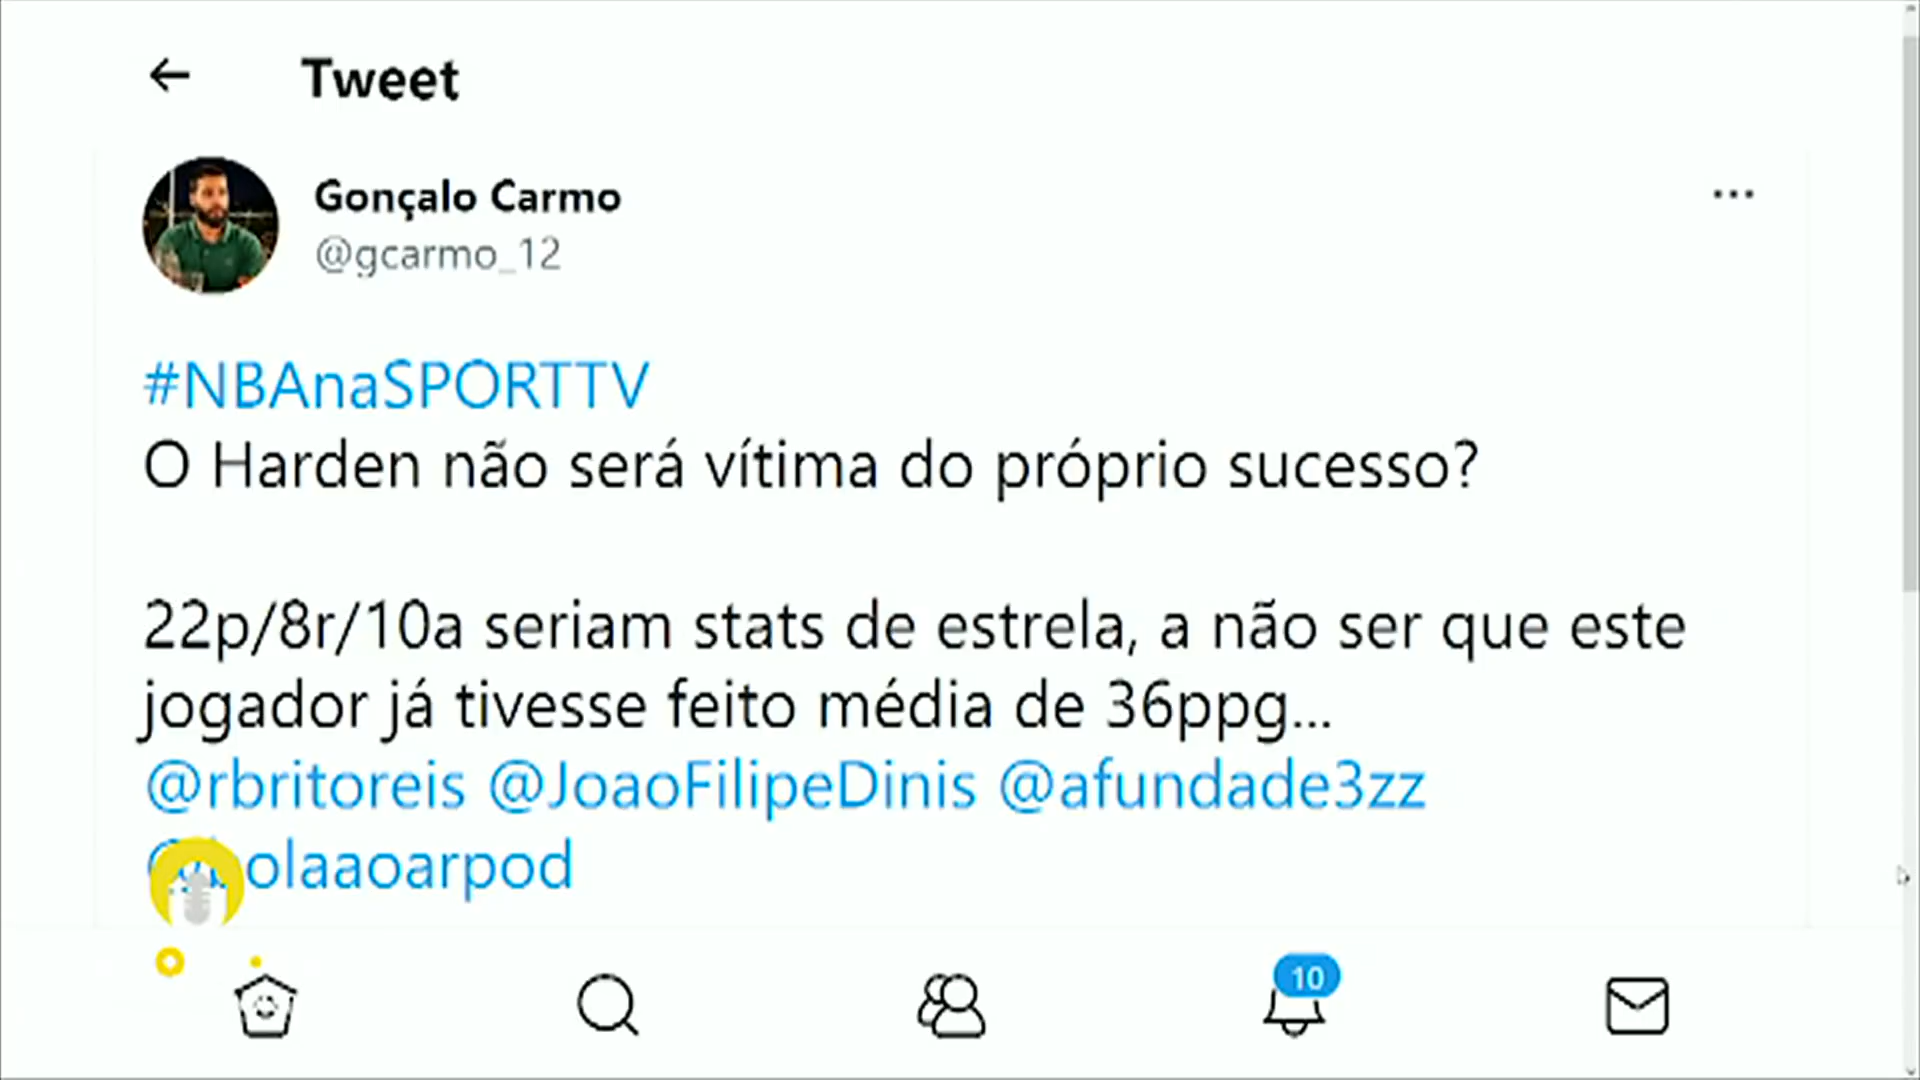 Tweet
Gonçalo Carmo
@gcarmo_12
#NBAnaSPORTTV
O Harden não será vítima do próprio sucesso?
22p/8r/10a seriam stats de estrela, a não ser que este
jogador já tivesse feito média de 36ppg...
@rbritoreis @JoaoFilipeDinis @afundade3zz
@bolaaoarpod
10